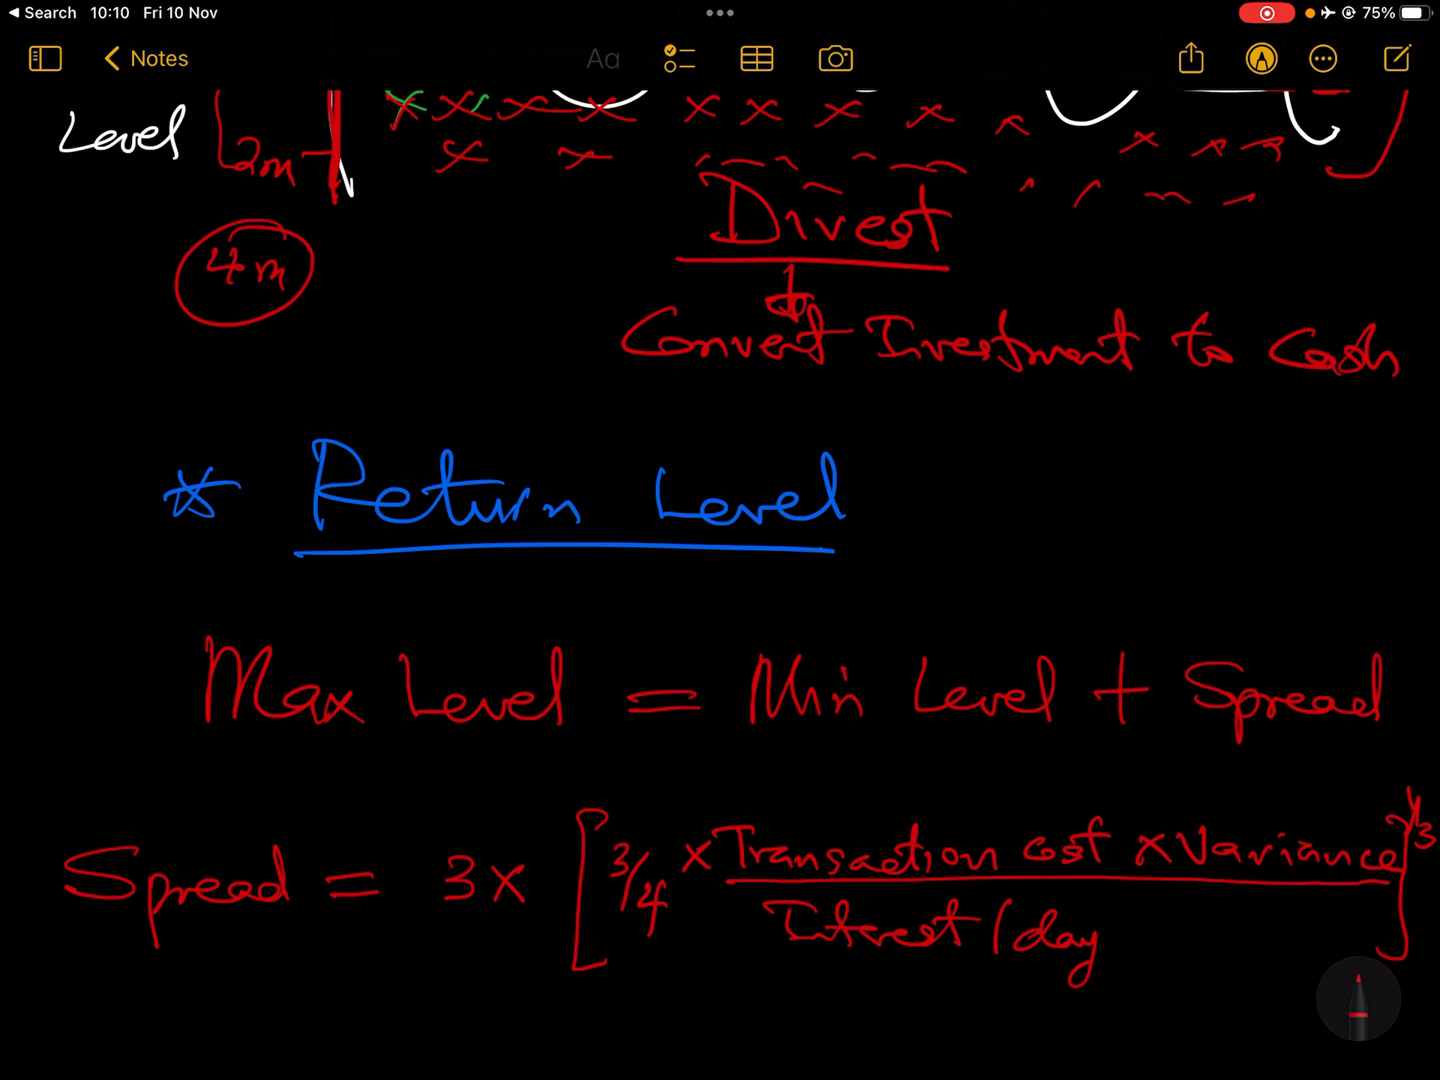 Search 10:10 Fri 10 Nov 75%
Notes
Aa
Level
L2m
4m
Divest
Convert Investment to Cash
Return Level
Max Level = Min Level + Spread
Spread = 3 x [3/4 x Transaction cost x Variance / Interest/day]^1/3